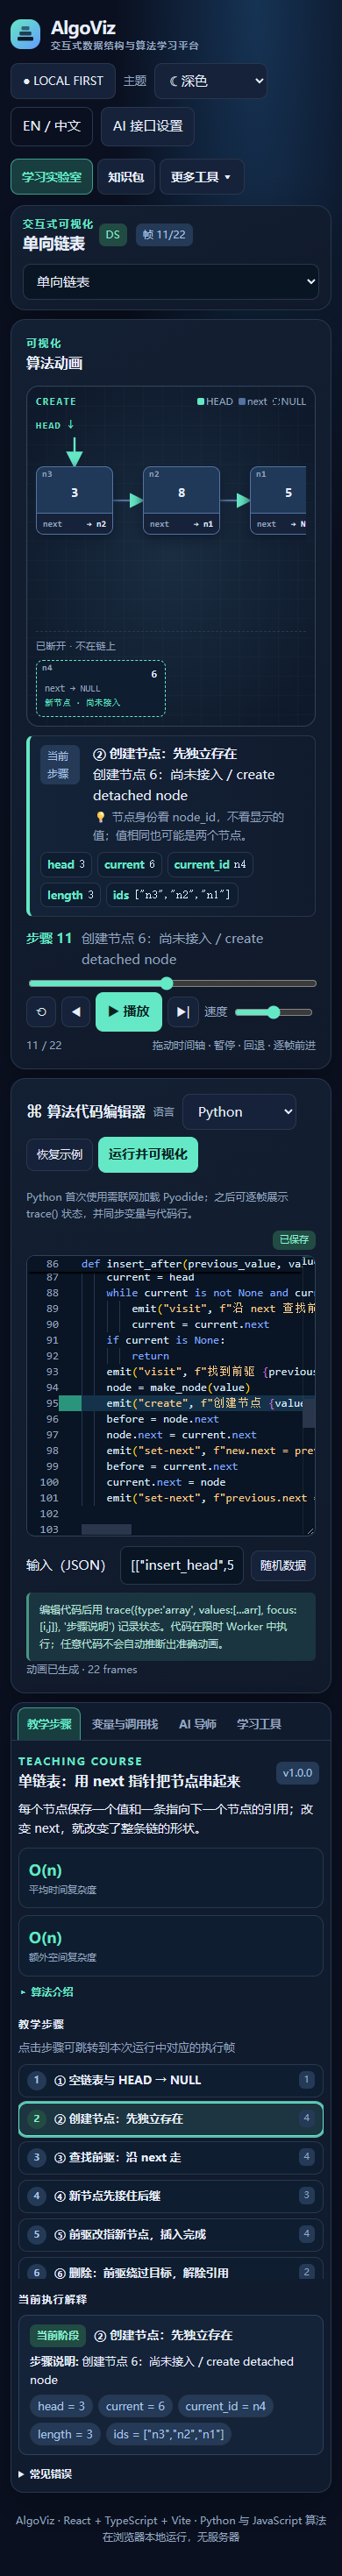 AlgoViz
交互式数据结构与算法学习平台
● LOCAL FIRST 主题 ☾ 深色
EN / 中文 AI 接口设置
学习实验室 知识包 更多工具 ▾
交互式可视化
单向链表 DS 帧 11/22
单向链表
可视化
算法动画
CREATE HEAD next NULL
HEAD ↓
n3 n2 n1
3 8 5
next → n2 next → n1 next → N
已断开 · 不在链上
n4
6
next → NULL
新节点 · 尚未接入
当前步骤
② 创建节点：先独立存在
创建节点 6：尚未接入 / create
detached node
💡 节点身份看 node_id，不看显示的
值；值相同也可能是两个节点。
head 3 current 6 current_id n4
length 3 ids ["n3","n2","n1"]
步骤 11 创建节点 6：尚未接入 / create
detached node
⟲ ◀ ▶ 播放 ▶| 速度
11 / 22 拖动时间轴 · 暂停 · 回退 · 逐帧前进
⌘ 算法代码编辑器 语言 Python
恢复示例 运行并可视化
Python 首次使用需联网加载 Pyodide；之后可逐帧展示
trace() 状态，并同步变量与代码行。
已保存
86 def insert_after(previous_value, valu
87 current = head
88 while current is not None and curr
89 emit("visit", f"沿 next 查找前
90 current = current.next
91 if current is None:
92 return
93 emit("visit", f"找到前驱 {previous
94 node = make_node(value)
95 emit("create", f"创建节点 {value
96 before = node.next
97 node.next = current.next
98 emit("set-next", f"new.next = prev
99 before = current.next
100 current.next = node
101 emit("set-next", f"previous.next =
102
103
输入（JSON） [["insert_head",5 随机数据
编辑代码后用 trace({type:'array', values:[...arr], focus:
[i,j]}, '步骤说明') 记录状态。代码在限时 Worker 中执
行；任意代码不会自动推断出准确动画。
动画已生成 · 22 frames
教学步骤 变量与调用栈 AI 导师 学习工具
TEACHING COURSE
单链表：用 next 指针把节点串起来 v1.0.0
每个节点保存一个值和一条指向下一个节点的引用；改
变 next，就改变了整条链的形状。
O(n)
平均时间复杂度
O(n)
额外空间复杂度
▸ 算法介绍
教学步骤
点击步骤可跳转到本次运行中对应的执行帧
1 ① 空链表与 HEAD → NULL 1
2 ② 创建节点：先独立存在 4
3 ③ 查找前驱：沿 next 走 4
4 ④ 新节点先接住后继 3
5 ⑤ 前驱改指新节点，插入完成 4
6 ⑥ 删除：前驱绕过目标，解除引用 2
当前执行解释
当前阶段 ② 创建节点：先独立存在
步骤说明: 创建节点 6：尚未接入 / create detached
node
head = 3 current = 6 current_id = n4
length = 3 ids = ["n3","n2","n1"]
▸ 常见错误
AlgoViz · React + TypeScript + Vite · Python 与 JavaScript 算法
在浏览器本地运行，无服务器